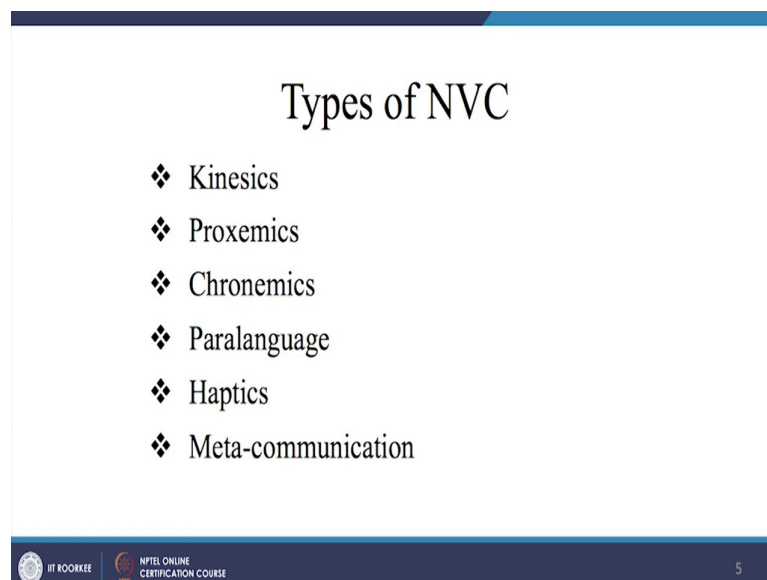 Types of NVC
❖ Kinesics
❖ Proxemics
❖ Chronemics
❖ Paralanguage
❖ Haptics
❖ Meta-communication
IIT ROORKEE
NPTEL ONLINE
CERTIFICATION COURSE
5